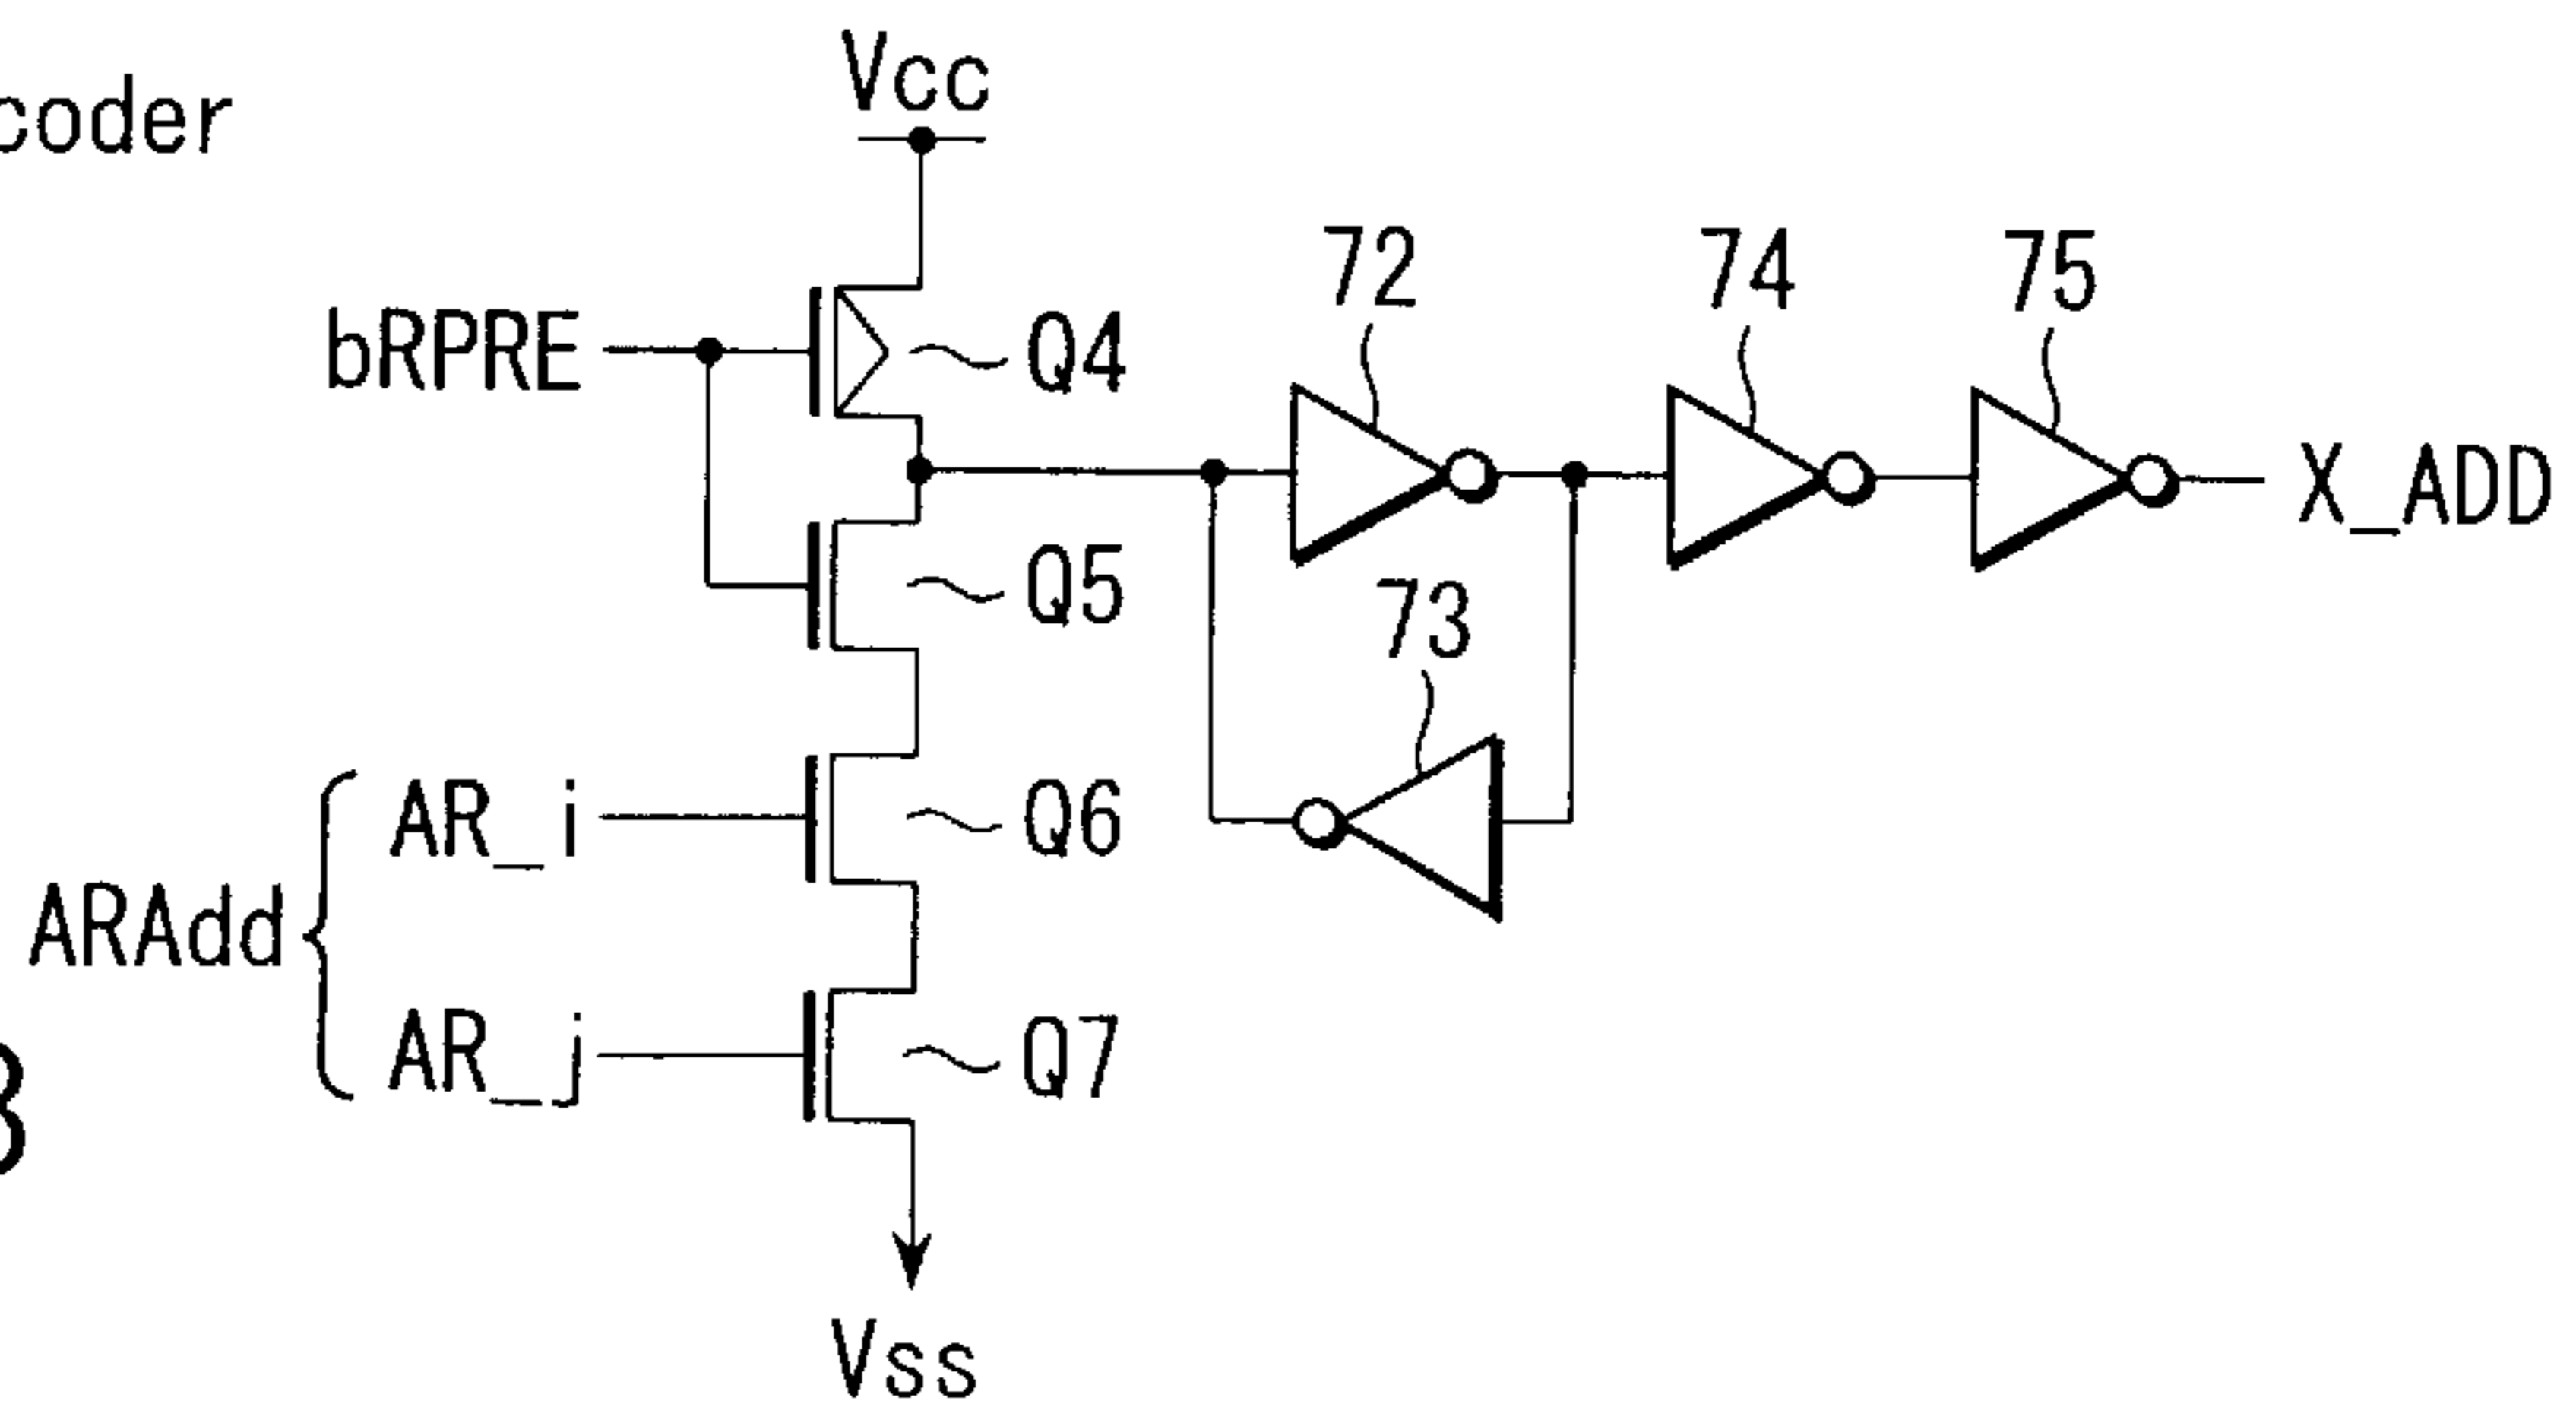 coder
Vcc
bRPRE
Q4
72
74
75
X_ADD
Q5
73
AR_i
Q6
ARAdd
AR_j
Q7
Vss